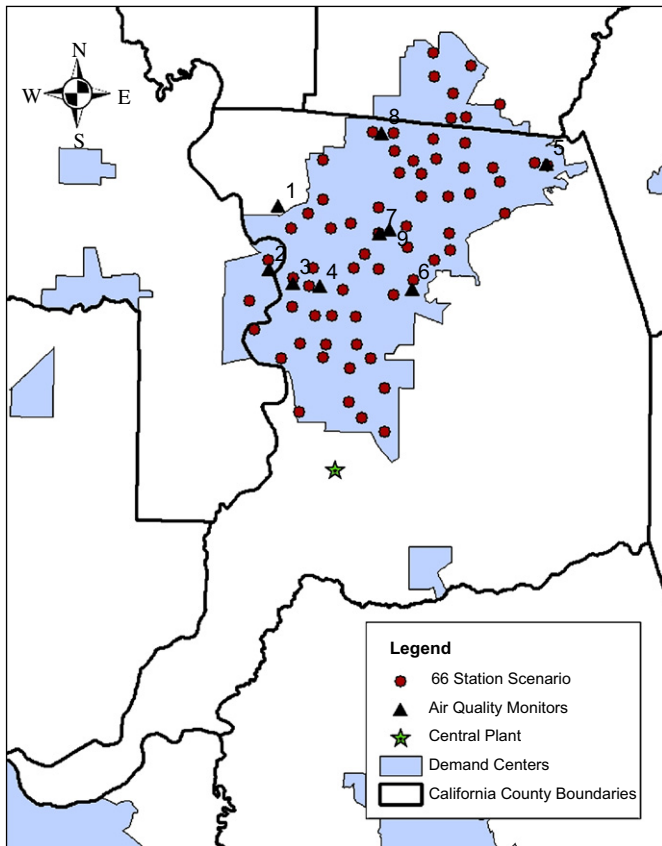 N
W E
S
8
5
1
7
9
2
3
4
6
Legend
66 Station Scenario
Air Quality Monitors
Central Plant
Demand Centers
California County Boundaries